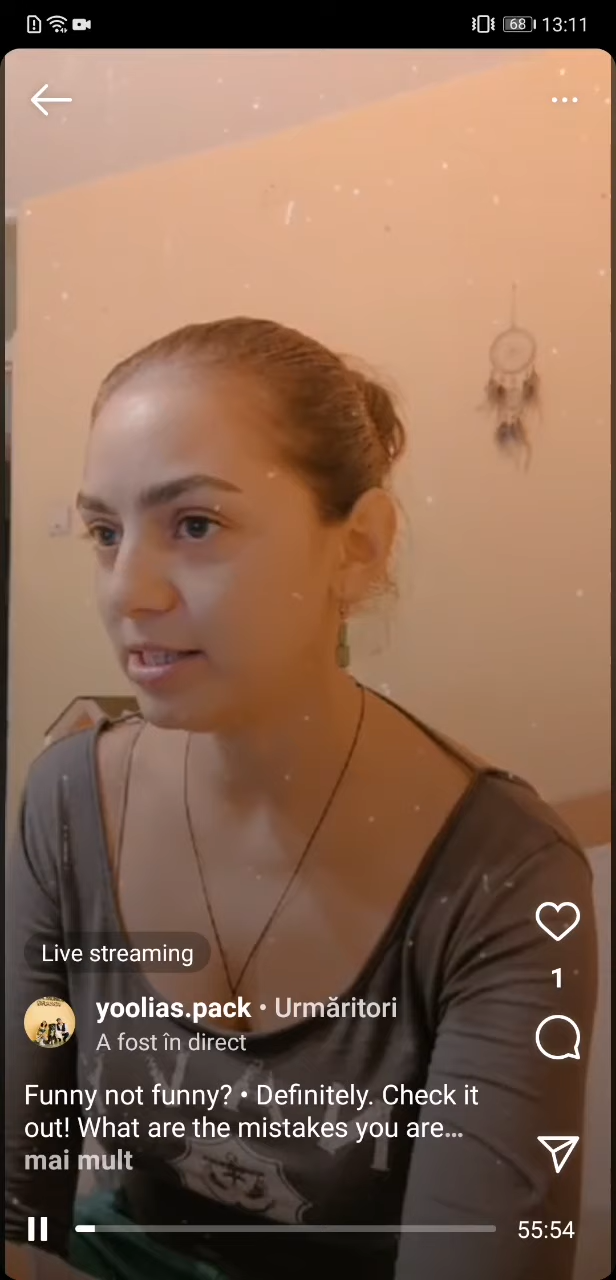 68 13:11
Live streaming
yoolias.pack • Urmăritori
A fost în direct
1
Funny not funny? • Definitely. Check it
out! What are the mistakes you are...
mai mult
55:54